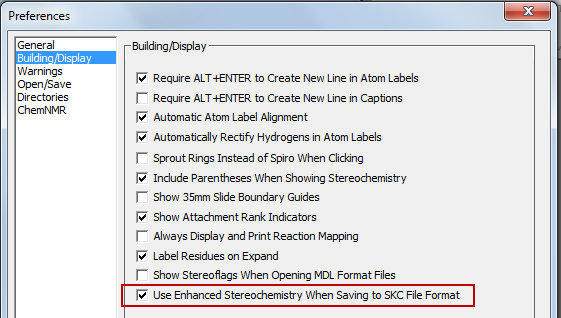 Preferences
General
Building/Display
Warnings
Open/Save
Directories
ChemNMR
Building/Display
Require ALT+ENTER to Create New Line in Atom Labels
Require ALT+ENTER to Create New Line in Captions
Automatic Atom Label Alignment
Automatically Rectify Hydrogens in Atom Labels
Sprout Rings Instead of Spiro When Clicking
Include Parentheses When Showing Stereochemistry
Show 35mm Slide Boundary Guides
Show Attachment Rank Indicators
Always Display and Print Reaction Mapping
Label Residues on Expand
Show Stereoflags When Opening MDL Format Files
Use Enhanced Stereochemistry When Saving to SKC File Format